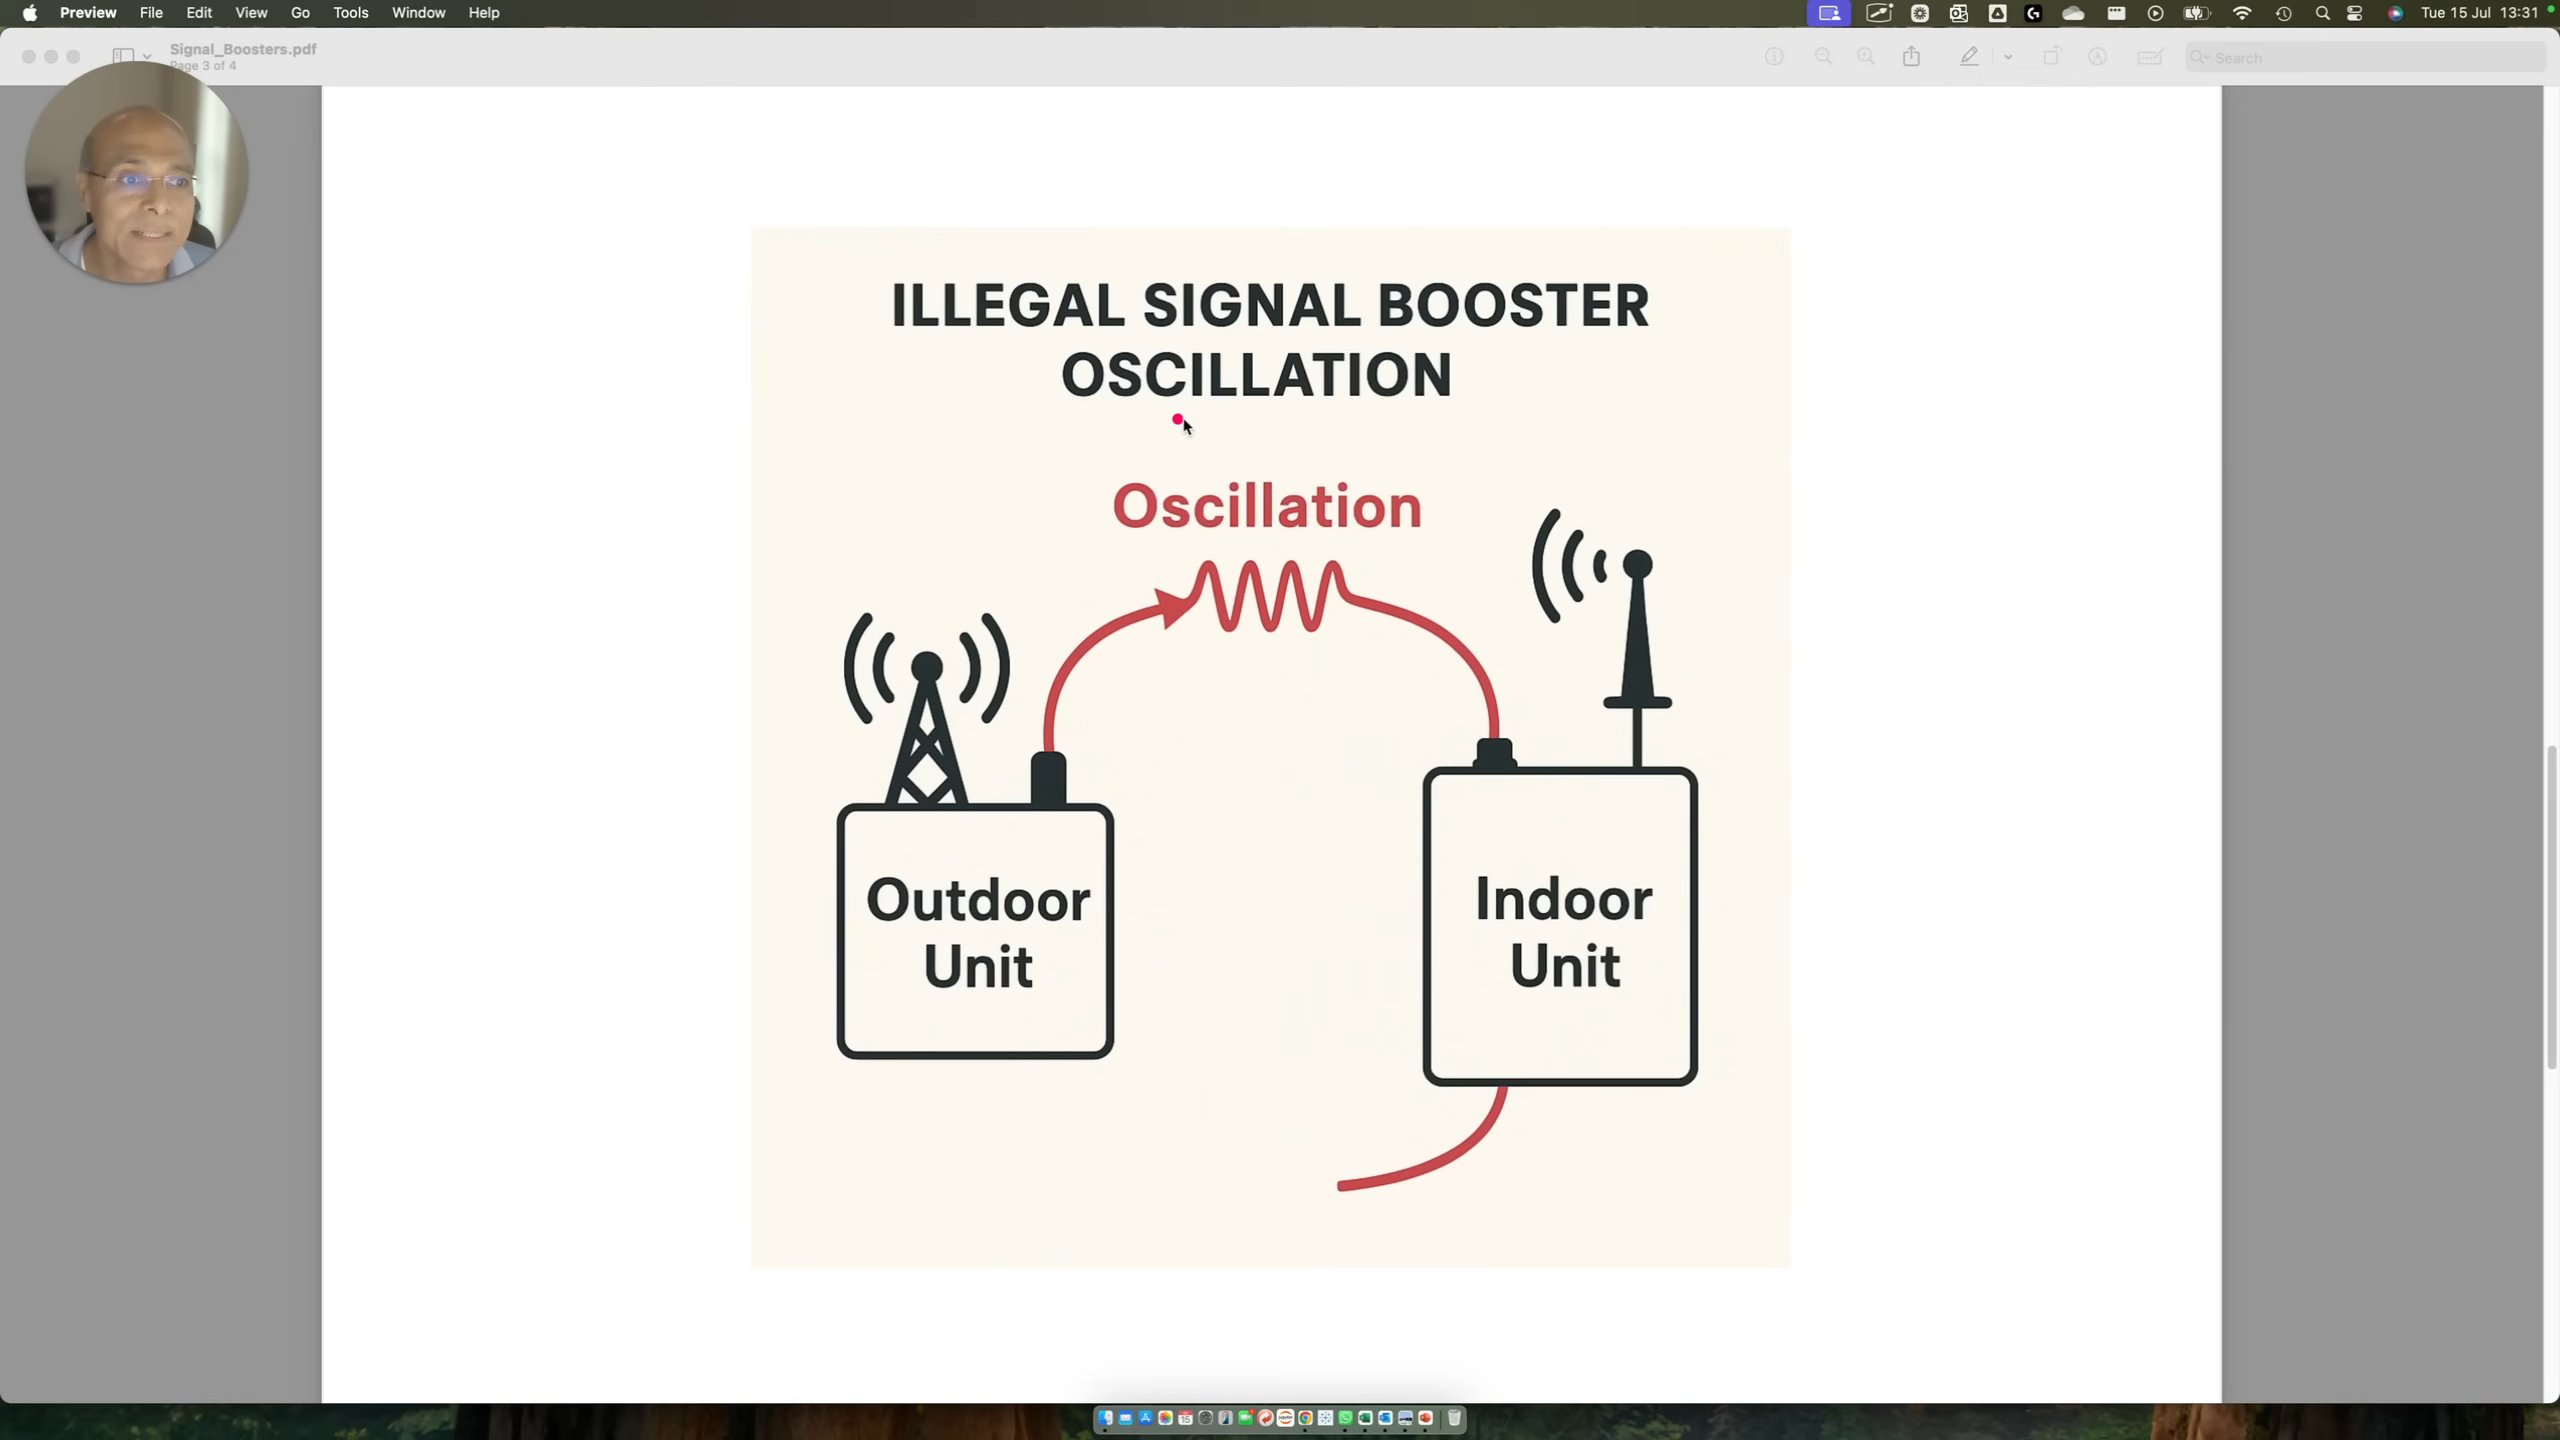 Preview File Edit View Go Tools Window Help
Tue 15 Jul 13:31
Signal_Boosters.pdf
Page 3 of 4
Search
ILLEGAL SIGNAL BOOSTER
OSCILLATION
Oscillation
Outdoor
Unit
Indoor
Unit